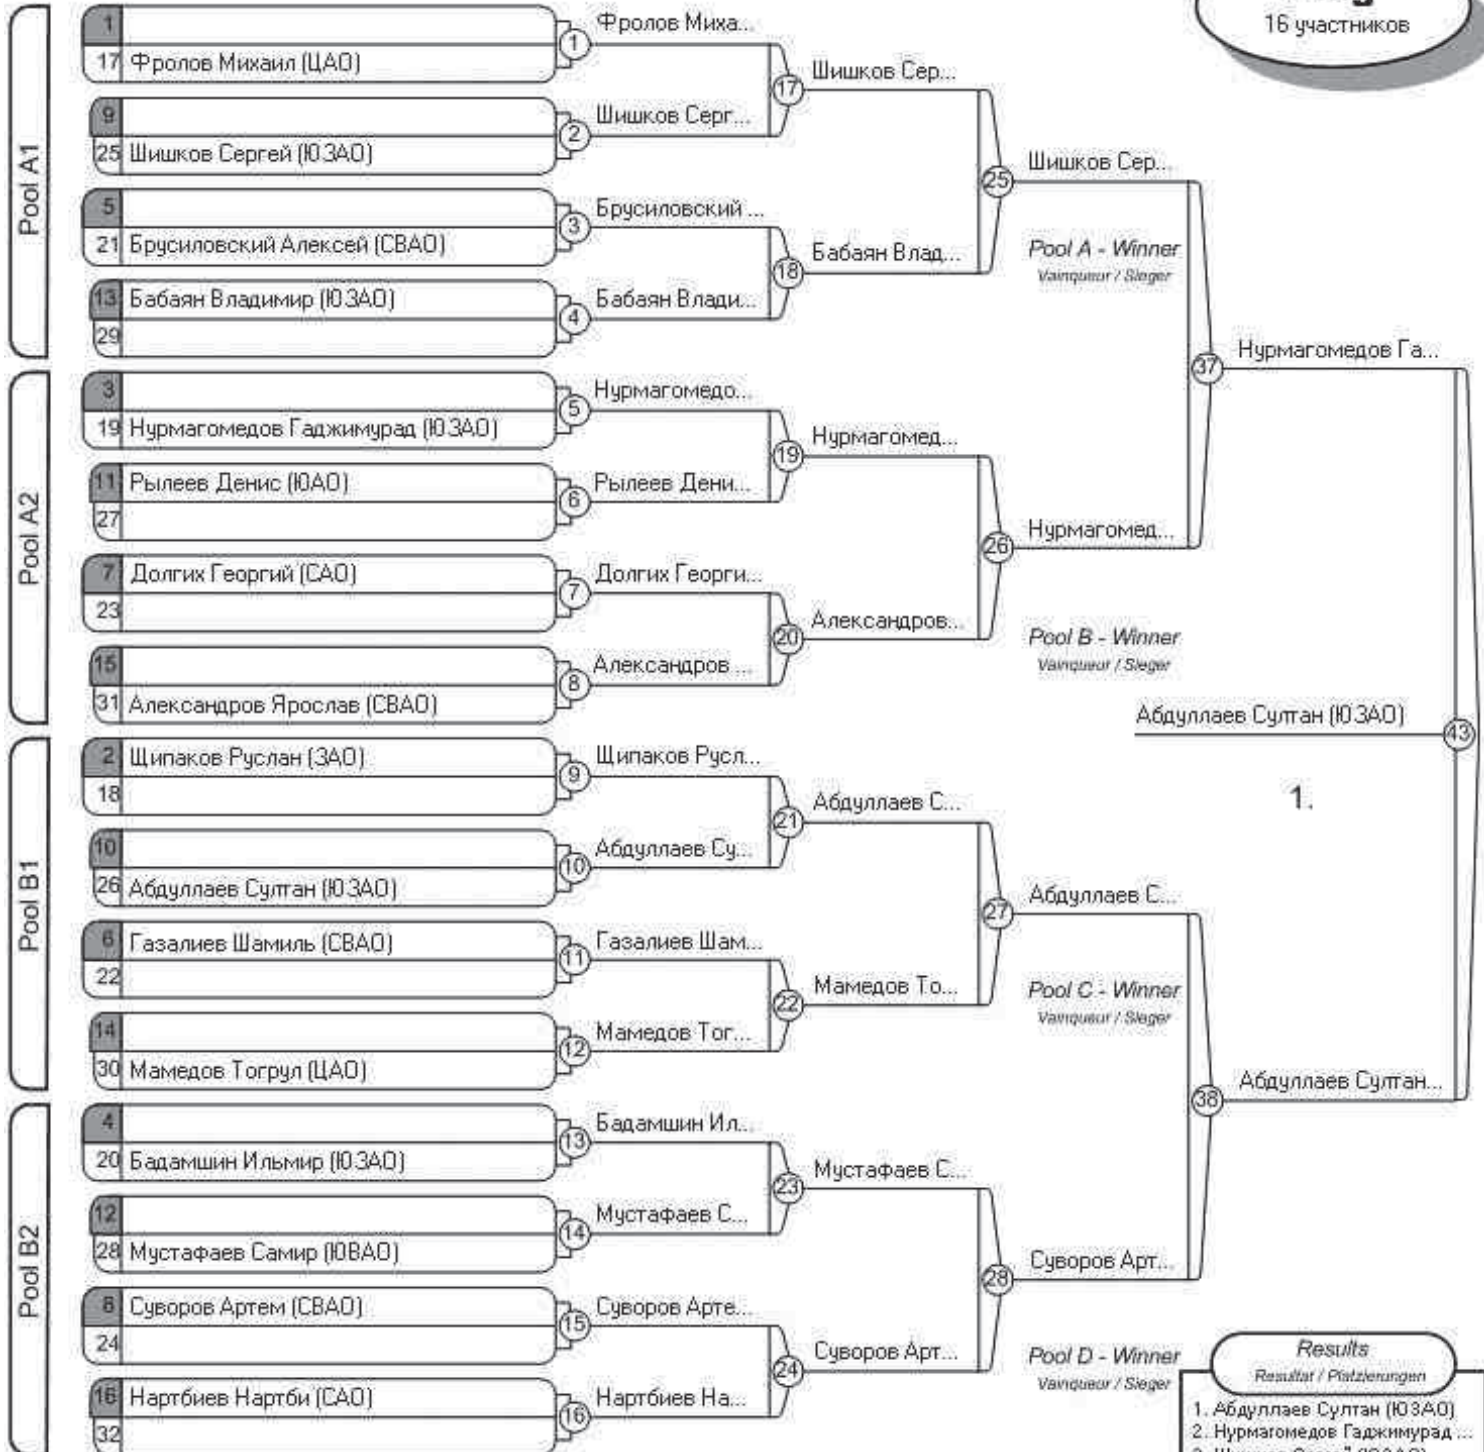 16 участников
Pool A1
1
17 Фролов Михаил (ЦАО)
9
25 Шишков Сергей (ЮЗАО)
5
21 Брусиловский Алексей (СВАО)
13 Бабаян Владимир (ЮЗАО)
29
Pool A2
3
19 Нурмагомедов Гаджимурад (ЮЗАО)
11 Рылеев Денис (ЮАО)
27
7 Долгих Георгий (САО)
23
15
31 Александров Ярослав (СВАО)
Pool B1
2 Щипаков Руслан (ЗАО)
18
10
26 Абдуллаев Султан (ЮЗАО)
6 Газалиев Шамиль (СВАО)
22
14
30 Мамедов Тогрул (ЦАО)
Pool B2
4
20 Бадамшин Ильмир (ЮЗАО)
12
28 Мустафаев Самир (ЮВАО)
8 Суворов Артем (СВАО)
24
16 Нартбиев Нартби (САО)
32
1 Фролов Миха...
2 Шишков Серг...
3 Брусиловский ...
4 Бабаян Влади...
5 Нурмагомедо...
6 Рылеев Дени...
7 Долгих Георги...
8 Александров ...
9 Щипаков Русл...
10 Абдуллаев Су...
11 Газалиев Шам...
12 Мамедов Тог...
13 Бадамшин Ил...
14 Мустафаев С...
15 Суворов Арте...
16 Нартбиев На...
17 Шишков Сер...
18 Бабаян Влад...
19 Нурмагомед...
20 Александров...
21 Абдуллаев С...
22 Мамедов То...
23 Мустафаев С...
24 Суворов Арт...
25 Шишков Сер...
Pool A - Winner
Vainqueur / Sieger
26 Нурмагомед...
Pool B - Winner
Vainqueur / Sieger
27 Абдуллаев С...
Pool C - Winner
Vainqueur / Sieger
28 Суворов Арт...
Pool D - Winner
Vainqueur / Sieger
37 Нурмагомедов Га...
38 Абдуллаев Султан...
Абдуллаев Султан (ЮЗАО) 43
1.
Results
Resultat / Platzierungen
1. Абдуллаев Султан (ЮЗАО)
2. Нурмагомедов Гаджимурад ...